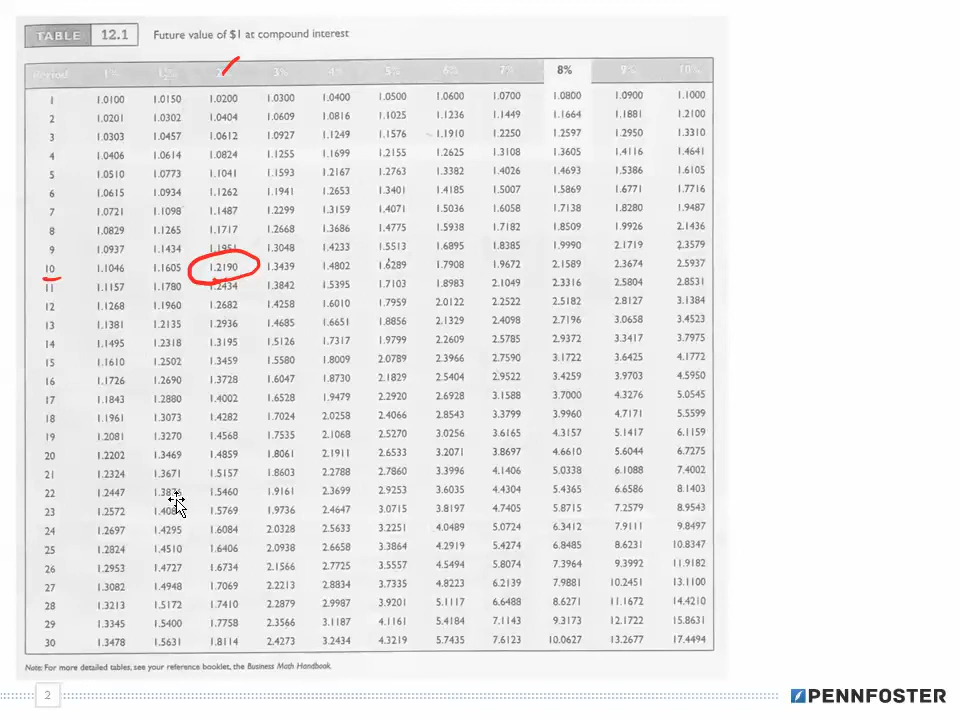 TABLE 12.1 Future value of $1 at compound interest
Period 1% 1½% 2% 3% 4% 5% 6% 7% 8% 9% 10%
1 1.0100 1.0150 1.0200 1.0300 1.0400 1.0500 1.0600 1.0700 1.0800 1.0900 1.1000
2 1.0201 1.0302 1.0404 1.0609 1.0816 1.1025 1.1236 1.1449 1.1664 1.1881 1.2100
3 1.0303 1.0457 1.0612 1.0927 1.1249 1.1576 1.1910 1.2250 1.2597 1.2950 1.3310
4 1.0406 1.0614 1.0824 1.1255 1.1699 1.2155 1.2625 1.3108 1.3605 1.4116 1.4641
5 1.0510 1.0773 1.1041 1.1593 1.2167 1.2763 1.3382 1.4026 1.4693 1.5386 1.6105
6 1.0615 1.0934 1.1262 1.1941 1.2653 1.3401 1.4185 1.5007 1.5869 1.6771 1.7716
7 1.0721 1.1098 1.1487 1.2299 1.3159 1.4071 1.5036 1.6058 1.7138 1.8280 1.9487
8 1.0829 1.1265 1.1717 1.2668 1.3686 1.4775 1.5938 1.7182 1.8509 1.9926 2.1436
9 1.0937 1.1434 1.1951 1.3048 1.4233 1.5513 1.6895 1.8385 1.9990 2.1719 2.3579
10 1.1046 1.1605 1.2190 1.3439 1.4802 1.6289 1.7908 1.9672 2.1589 2.3674 2.5937
11 1.1157 1.1780 1.2434 1.3842 1.5395 1.7103 1.8983 2.1049 2.3316 2.5804 2.8531
12 1.1268 1.1960 1.2682 1.4258 1.6010 1.7959 2.0122 2.2522 2.5182 2.8127 3.1384
13 1.1381 1.2135 1.2936 1.4685 1.6651 1.8856 2.1329 2.4098 2.7196 3.0658 3.4523
14 1.1495 1.2318 1.3195 1.5126 1.7317 1.9799 2.2609 2.5785 2.9372 3.3417 3.7975
15 1.1610 1.2502 1.3459 1.5580 1.8009 2.0789 2.3966 2.7590 3.1722 3.6425 4.1772
16 1.1726 1.2690 1.3728 1.6047 1.8730 2.1829 2.5404 2.9522 3.4259 3.9703 4.5950
17 1.1843 1.2880 1.4002 1.6528 1.9479 2.2920 2.6928 3.1588 3.7000 4.3276 5.0545
18 1.1961 1.3073 1.4282 1.7024 2.0258 2.4066 2.8543 3.3799 3.9960 4.7171 5.5599
19 1.2081 1.3270 1.4568 1.7535 2.1068 2.5270 3.0256 3.6165 4.3157 5.1417 6.1159
20 1.2202 1.3469 1.4859 1.8061 2.1911 2.6533 3.2071 3.8697 4.6610 5.6044 6.7275
21 1.2324 1.3671 1.5157 1.8603 2.2788 2.7860 3.3996 4.1406 5.0338 6.1088 7.4002
22 1.2447 1.5460 1.9161 2.3699 2.9253 3.6035 4.4304 5.4365 6.6586 8.1403
23 1.2572 1.5769 1.9736 2.4647 3.0715 3.8197 4.7405 5.8715 7.2579 8.9543
24 1.2697 1.4295 1.6084 2.0328 2.5633 3.2251 4.0489 5.0724 6.3412 7.9111 9.8497
25 1.2824 1.4510 1.6406 2.0938 2.6658 3.3864 4.2919 5.4274 6.8485 8.6231 10.8347
26 1.2953 1.4727 1.6734 2.1566 2.7725 3.5557 4.5494 5.8074 7.3964 9.3992 11.9182
27 1.3082 1.4948 1.7069 2.2213 2.8834 3.7335 4.8223 6.2139 7.9881 10.2451 13.1100
28 1.3213 1.5172 1.7410 2.2879 2.9987 3.9201 5.1117 6.6488 8.6271 11.1672 14.4210
29 1.3345 1.5400 1.7758 2.3566 3.1187 4.1161 5.4184 7.1143 9.3173 12.1722 15.8631
30 1.3478 1.5631 1.8114 2.4273 3.2434 4.3219 5.7435 7.6123 10.0627 13.2677 17.4494
Note: For more detailed tables, see your reference booklet, the Business Math Handbook.
2
PENNFOSTER